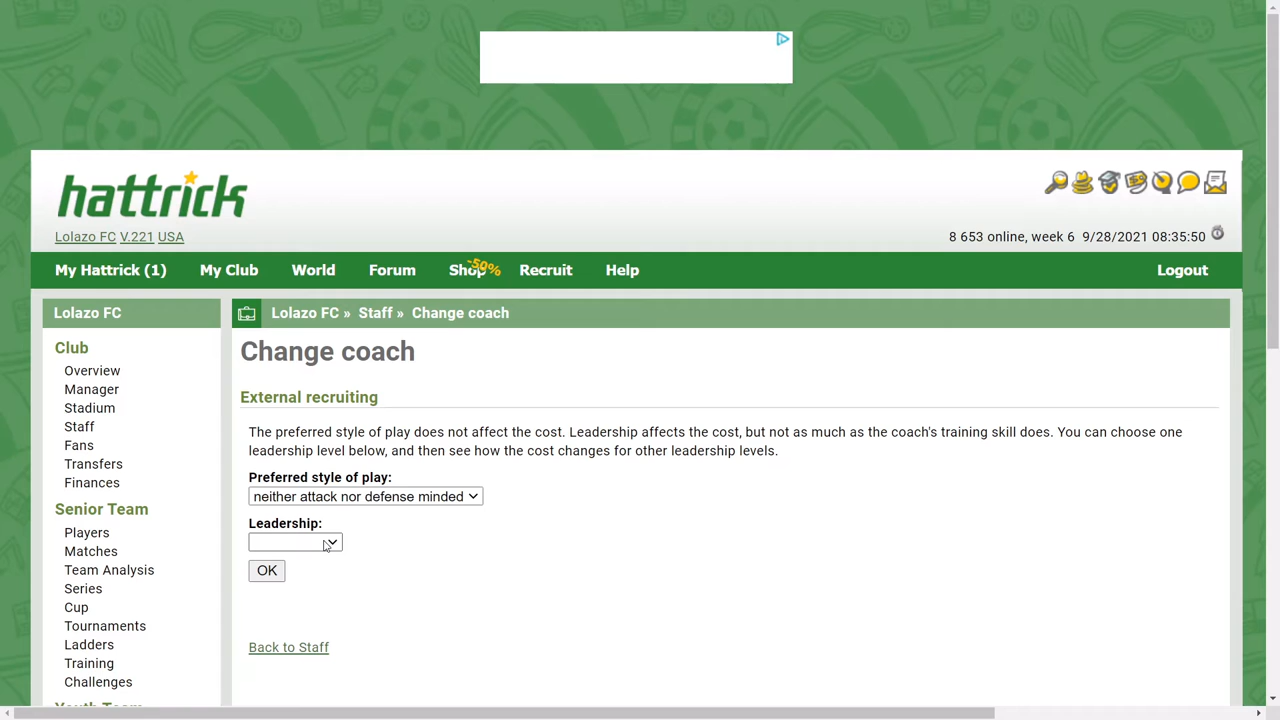 hattrick
Lolazo FC V.221 USA
8 653 online, week 6 9/28/2021 08:35:50
My Hattrick (1) My Club World Forum Shop -50% Recruit Help Logout
Lolazo FC
Club
Overview
Manager
Stadium
Staff
Fans
Transfers
Finances
Senior Team
Players
Matches
Team Analysis
Series
Cup
Tournaments
Ladders
Training
Challenges
Youth Team
Lolazo FC » Staff » Change coach
Change coach
External recruiting
The preferred style of play does not affect the cost. Leadership affects the cost, but not as much as the coach's training skill does. You can choose one
leadership level below, and then see how the cost changes for other leadership levels.
Preferred style of play:
neither attack nor defense minded
Leadership:
OK
Back to Staff